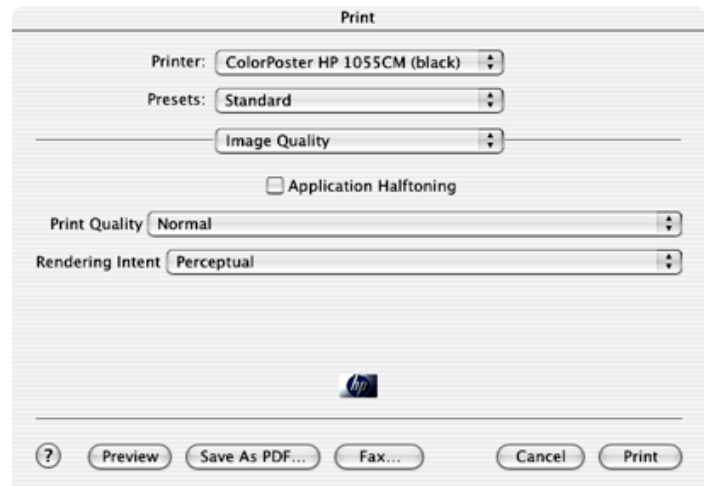 Print
Printer: ColorPoster HP 1055CM (black)
Presets: Standard
Image Quality
Application Halftoning
Print Quality Normal
Rendering Intent Perceptual
hp
? Preview Save As PDF... Fax... Cancel Print